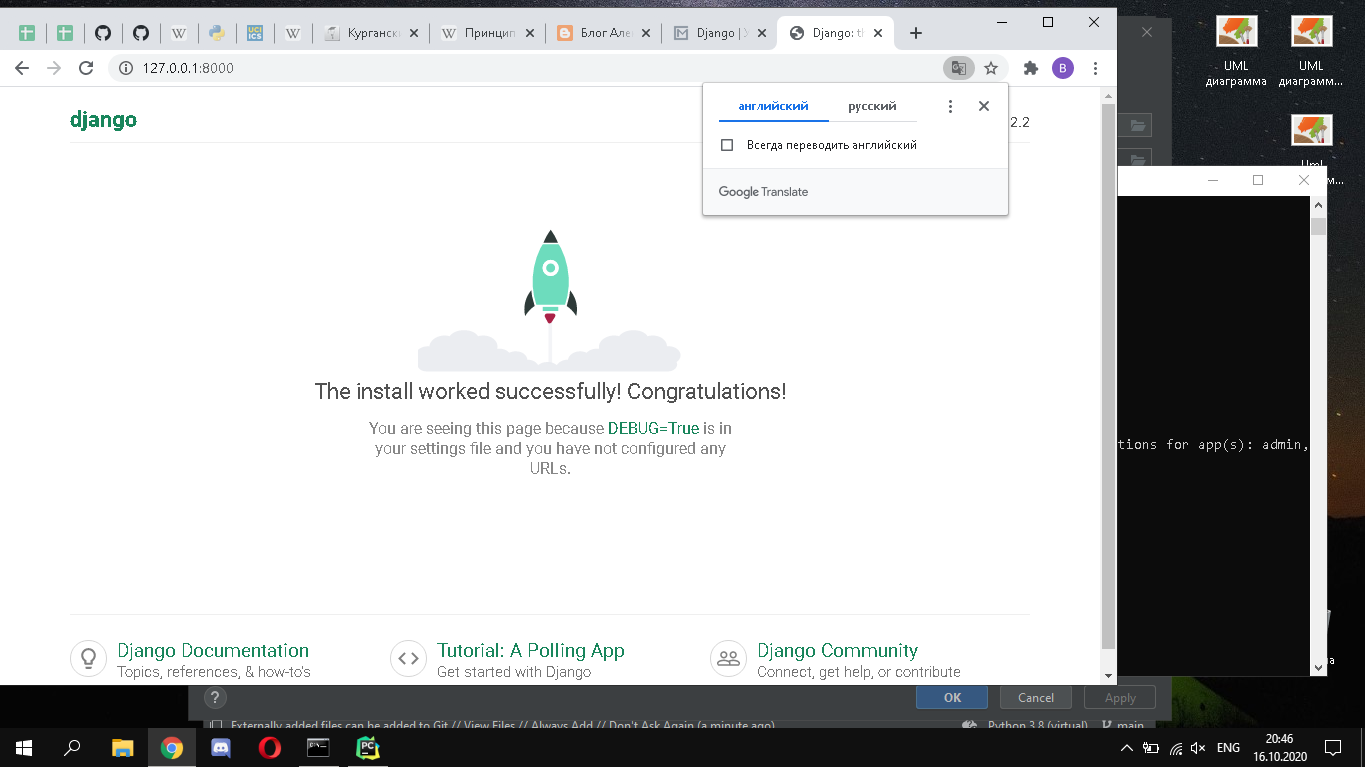 Курганск
Принцип
Блог Але
Django | У
Django: th
127.0.0.1:8000
B
английский
русский
Всегда переводить английский
Google Translate
django
2.2
The install worked successfully! Congratulations!
You are seeing this page because DEBUG=True is in
your settings file and you have not configured any
URLs.
Django Documentation
Topics, references, & how-to's
Tutorial: A Polling App
Get started with Django
Django Community
Connect, get help, or contribute
UML
диаграмма
UML
диаграмм...
Uml
м...
tions for app(s): admin,
на
?
OK
Cancel
Apply
Externally added files can be added to Git // View Files // Always Add // Don't Ask Again (a minute ago)
Python 3.8 (virtual)
main
PC
ENG
20:46
16.10.2020